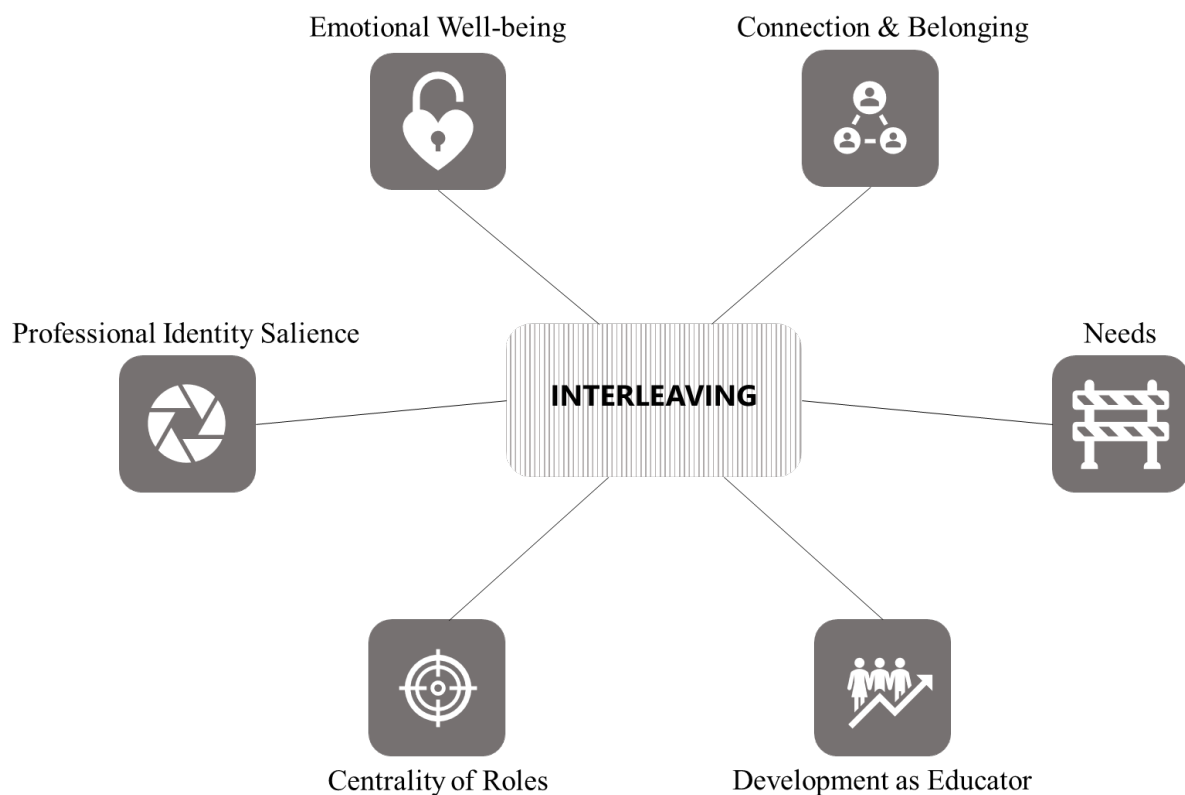 Emotional Well-being
Connection & Belonging
Professional Identity Salience
Needs
INTERLEAVING
Centrality of Roles
Development as Educator